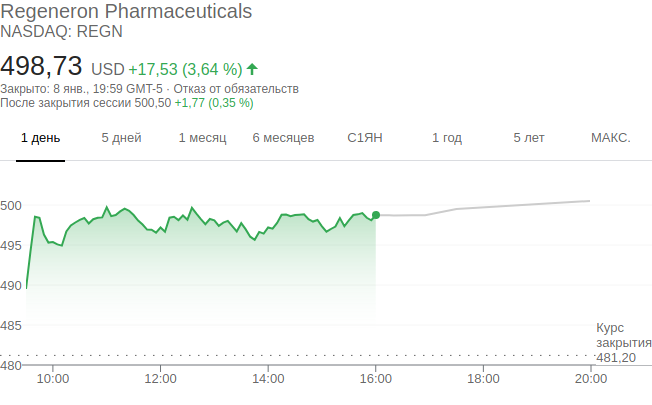 Regeneron Pharmaceuticals
NASDAQ: REGN
498,73 USD +17,53 (3,64 %)
Закрыто: 8 янв., 19:59 GMT-5 · Отказ от обязательств
После закрытия сессии 500,50 +1,77 (0,35 %)
1 день 5 дней 1 месяц 6 месяцев С1ЯН 1 год 5 лет МАКС.
500
495
490
485
Курс
закрытия
481,20
480
10:00 12:00 14:00 16:00 18:00 20:00